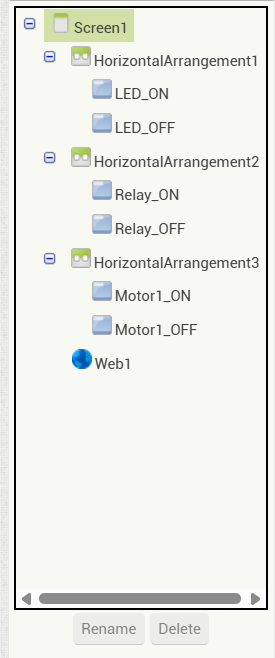 Screen1
HorizontalArrangement1
LED_ON
LED_OFF
HorizontalArrangement2
Relay_ON
Relay_OFF
HorizontalArrangement3
Motor1_ON
Motor1_OFF
Web1
Rename Delete